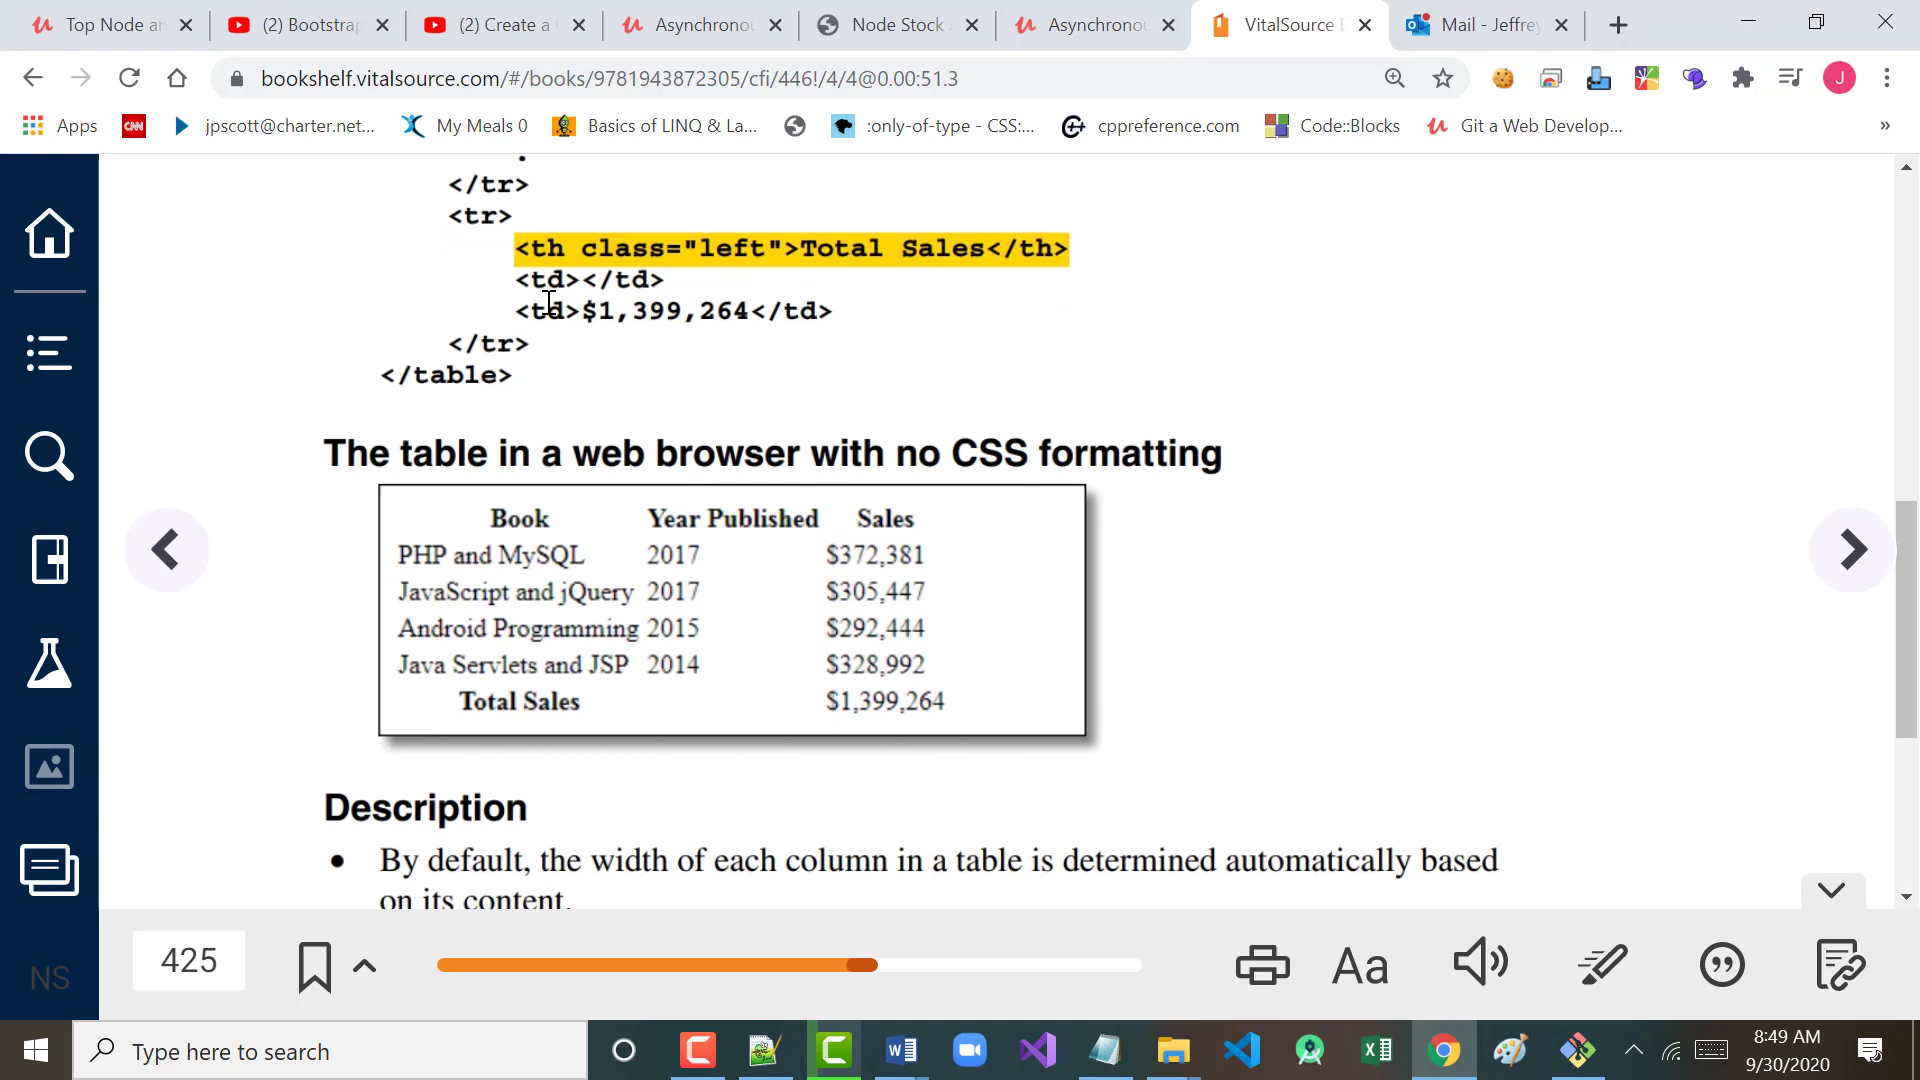 Top Node an
(2) Bootstrap
(2) Create a
Asynchrono
Node Stock
Asynchrono
VitalSource
Mail - Jeffrey
bookshelf.vitalsource.com/#/books/9781943872305/cfi/446!/4/4@0.00:51.3
J
Apps
CNN
jpscott@charter.net...
My Meals 0
Basics of LINQ & La...
:only-of-type - CSS:...
cppreference.com
Code::Blocks
Git a Web Develop...
»
.
</tr>
<tr>
<th class="left">Total Sales</th>
<td></td>
<td>$1,399,264</td>
</tr>
</table>
The table in a web browser with no CSS formatting
Book Year Published Sales
PHP and MySQL 2017 $372,381
JavaScript and jQuery 2017 $305,447
Android Programming 2015 $292,444
Java Servlets and JSP 2014 $328,992
Total Sales $1,399,264
Description
• By default, the width of each column in a table is determined automatically based
on its content.
NS
425
Aa
Type here to search
8:49 AM
9/30/2020